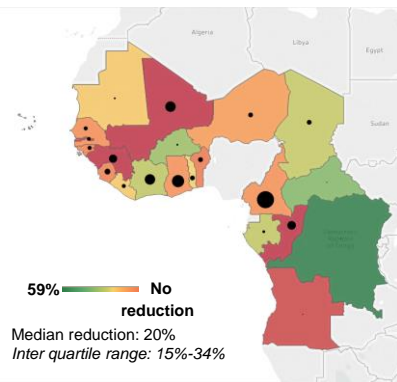 Algeria
Libya
Egypt
Sudan
59% No
reduction
Median reduction: 20%
Inter quartile range: 15%-34%